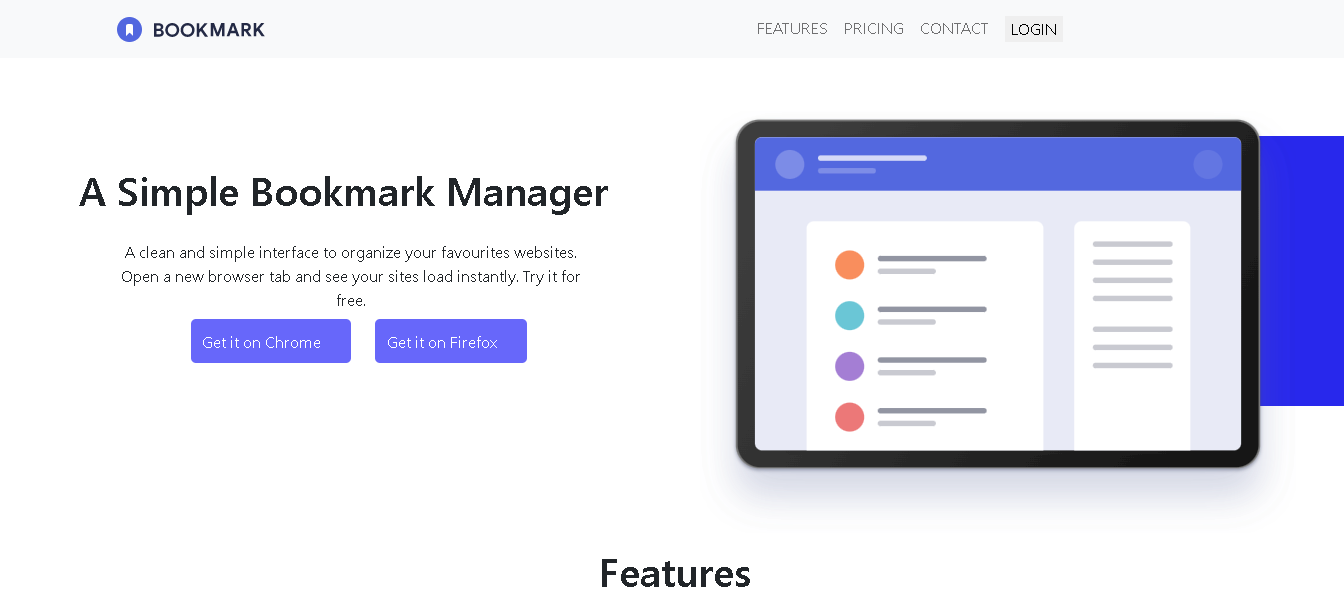 BOOKMARK
FEATURES PRICING CONTACT LOGIN
A Simple Bookmark Manager
A clean and simple interface to organize your favourites websites.
Open a new browser tab and see your sites load instantly. Try it for
free.
Get it on Chrome
Get it on Firefox
Features